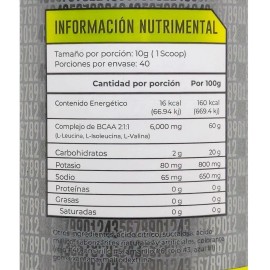 INFORMACIÓN NUTRIMENTAL
Tamaño por porción: 10g ( 1 Scoop)
Porciones por envase: 40
Cantidad por porción Por 100g
Contenido Energético 16 kcal 160 kcal
(66.94 kj) (669.4 kj)
Complejo de BCAA 2:1:1 6,000 mg 60 g
(L-Leucina, L-Isoleucina, L-Valina)
Carbohidratos 2 g 20 g
Potasio 80 mg 800 mg
Sodio 65 mg 650 mg
Proteínas 0 g 0 g
Grasas 0 g 0 g
Saturadas 0 g 0 g